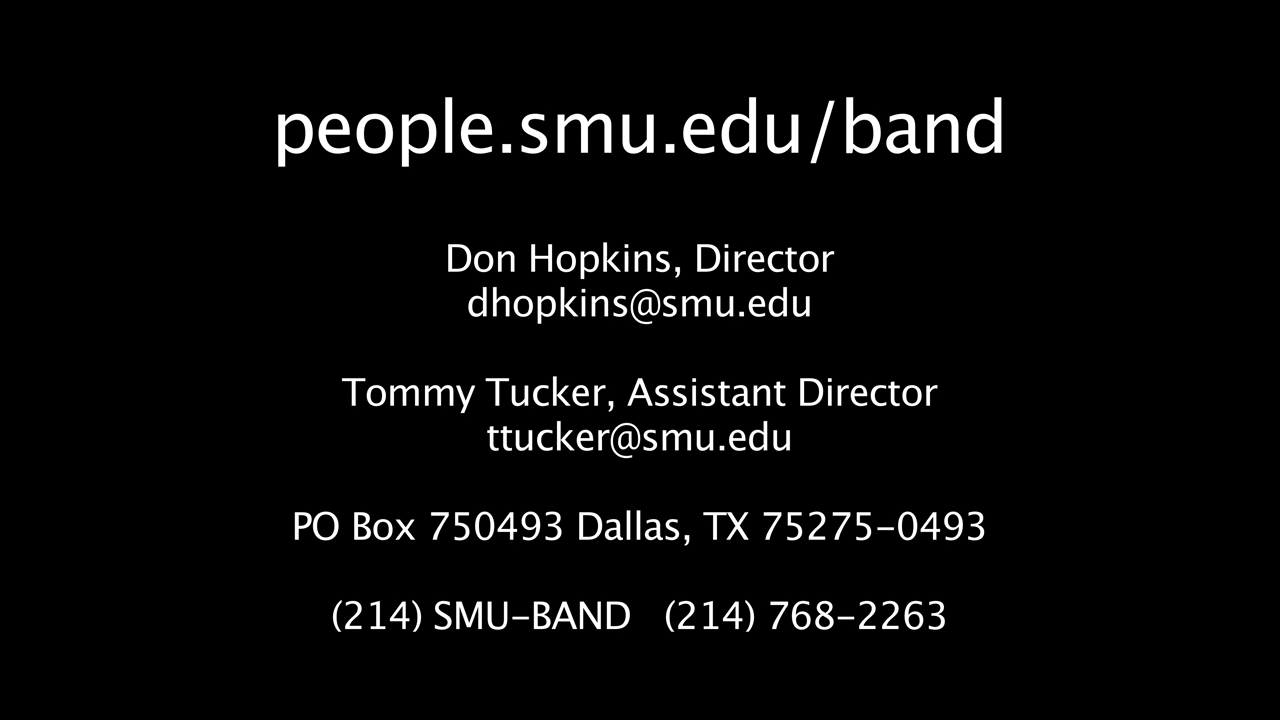 people.smu.edu/band
Don Hopkins, Director
dhopkins@smu.edu
Tommy Tucker, Assistant Director
ttucker@smu.edu
PO Box 750493 Dallas, TX 75275-0493
(214) SMU-BAND (214) 768-2263